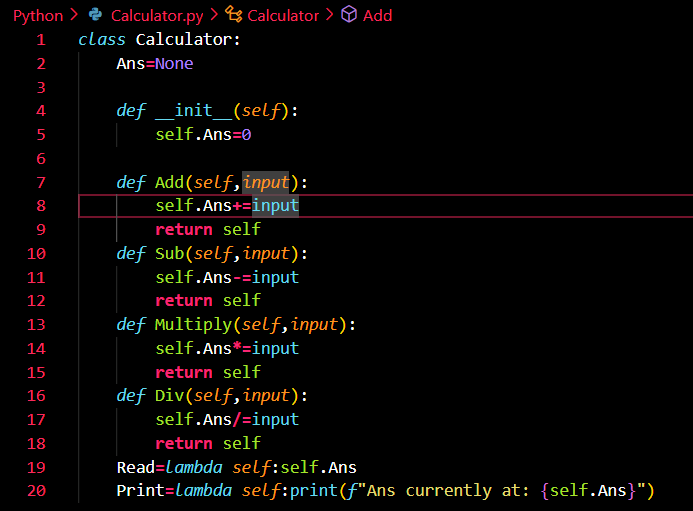 Python > Calculator.py > Calculator > Add
1 class Calculator:
2     Ans=None
3
4     def __init__(self):
5         self.Ans=0
6
7     def Add(self,input):
8         self.Ans+=input
9         return self
10     def Sub(self,input):
11         self.Ans-=input
12         return self
13     def Multiply(self,input):
14         self.Ans*=input
15         return self
16     def Div(self,input):
17         self.Ans/=input
18         return self
19     Read=lambda self:self.Ans
20     Print=lambda self:print(f"Ans currently at: {self.Ans}")